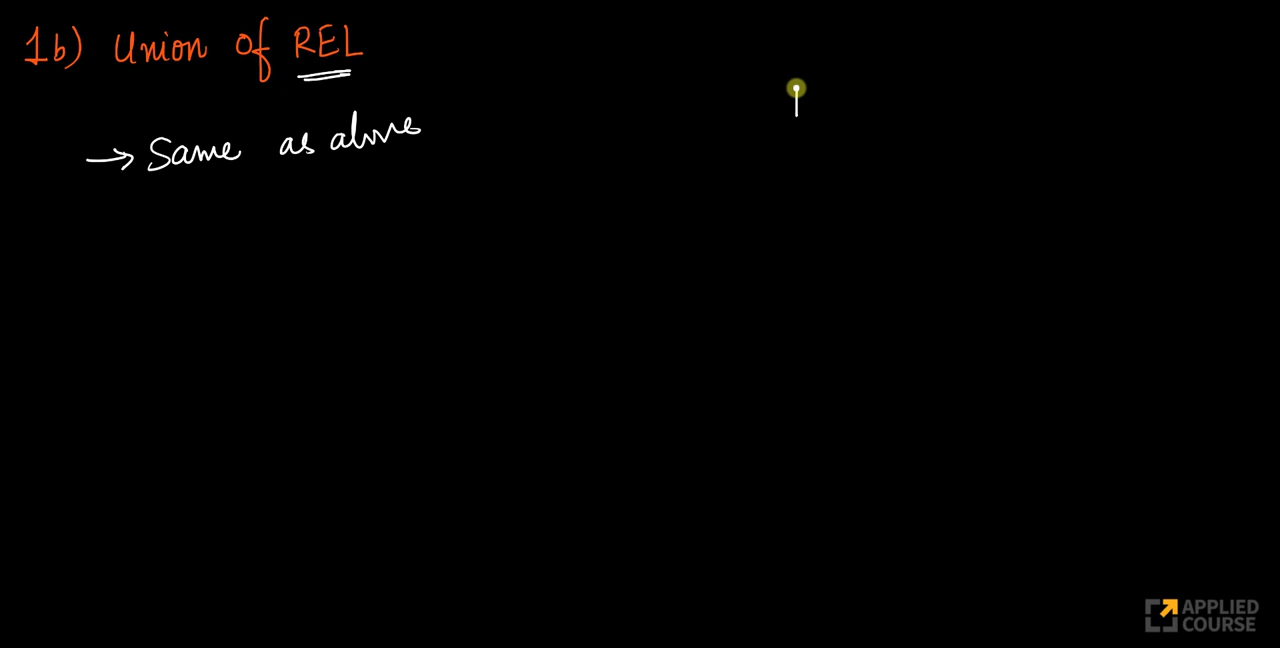 1b) Union of REL
→ Same as above
APPLIED
COURSE